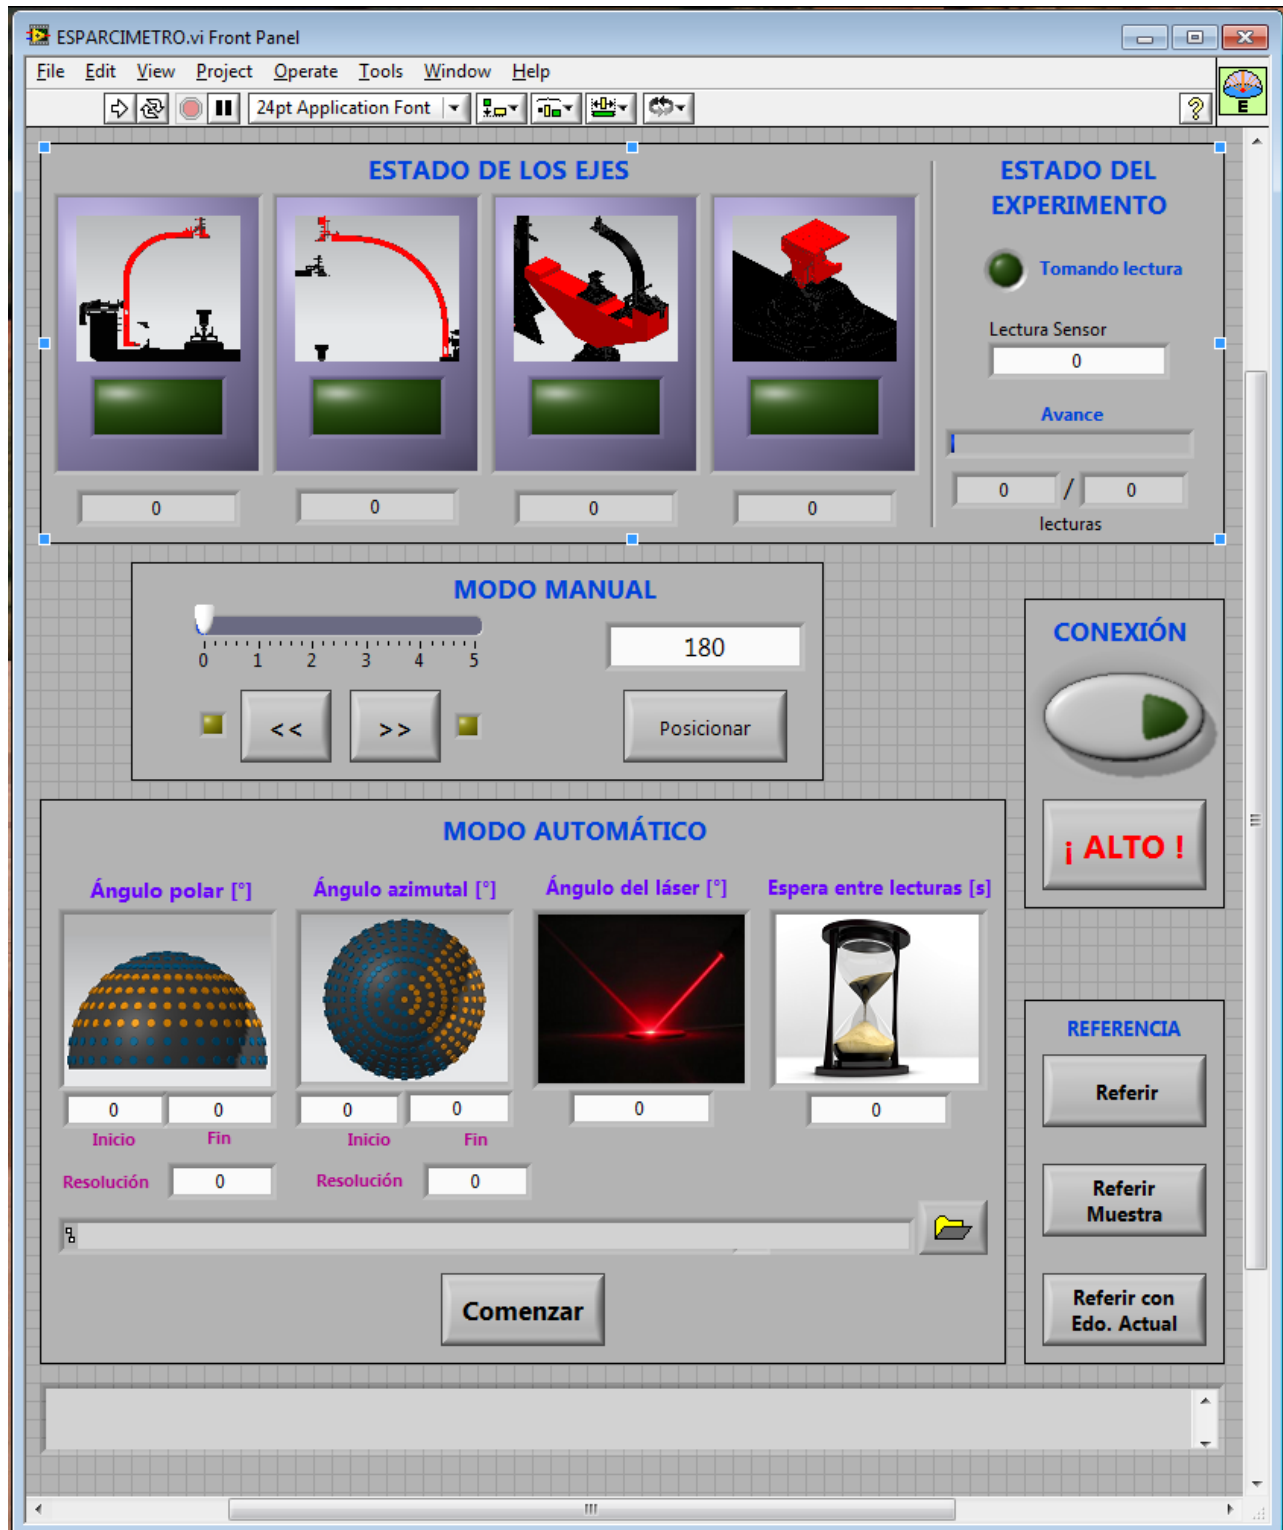 ESPARCIMETRO.vi Front Panel
File Edit View Project Operate Tools Window Help
24pt Application Font
E
ESTADO DE LOS EJES
0
0
0
0
ESTADO DEL
EXPERIMENTO
Tomando lectura
Lectura Sensor
0
Avance
0 / 0
lecturas
MODO MANUAL
0 1 2 3 4 5
180
<< >>
Posicionar
CONEXIÓN
¡ ALTO !
MODO AUTOMÁTICO
Ángulo polar [°] Ángulo azimutal [°] Ángulo del láser [°] Espera entre lecturas [s]
0 0 0 0 0 0
Inicio Fin Inicio Fin
Resolución 0 Resolución 0
Comenzar
REFERENCIA
Referir
Referir
Muestra
Referir con
Edo. Actual